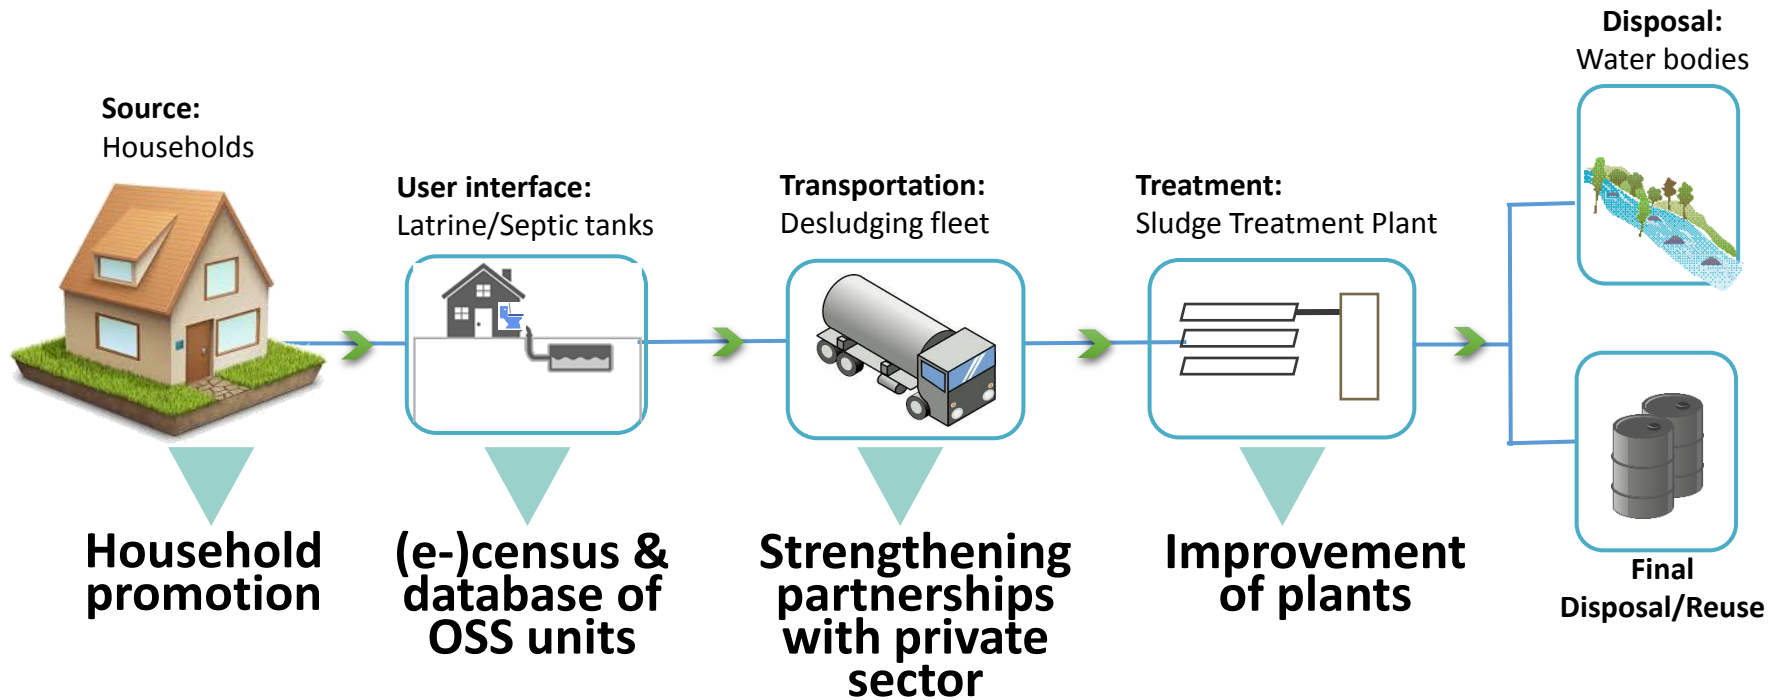 Source:
Households
User interface:
Latrine/Septic tanks
Transportation:
Desludging fleet
Treatment:
Sludge Treatment Plant
Disposal:
Water bodies
Final
Disposal/Reuse
Household
promotion
(e-)census &
database of
OSS units
Strengthening
partnerships
with private
sector
Improvement
of plants